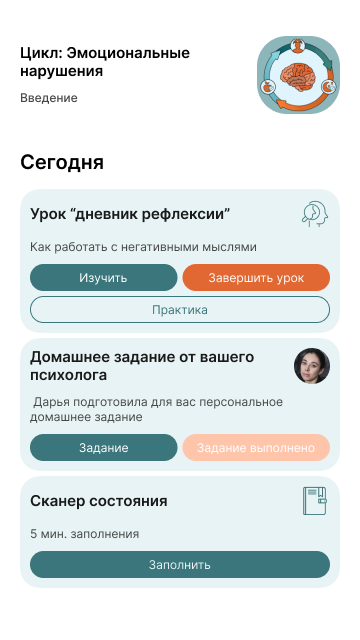 Цикл: Эмоциональные
нарушения
Введение
Сегодня
Урок “дневник рефлексии”
Как работать с негативными мыслями
Изучить
Завершить урок
Практика
Домашнее задание от вашего
психолога
Дарья подготовила для вас персональное
домашнее задание
Задание
Задание выполнено
Сканер состояния
5 мин. заполнения
Заполнить